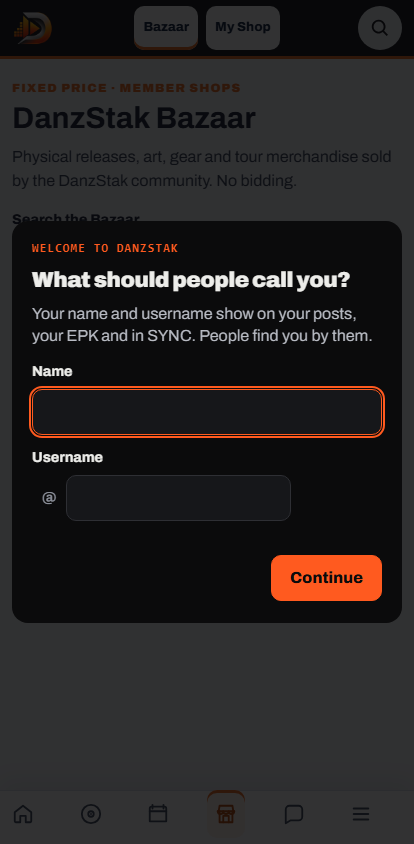 Bazaar
My Shop
FIXED PRICE · MEMBER SHOPS
DanzStak Bazaar
Physical releases, art, gear and tour merchandise sold
by the DanzStak community. No bidding.
Search the Bazaar
WELCOME TO DANZSTAK
What should people call you?
Your name and username show on your posts,
your EPK and in SYNC. People find you by them.
Name
Username
@
Continue